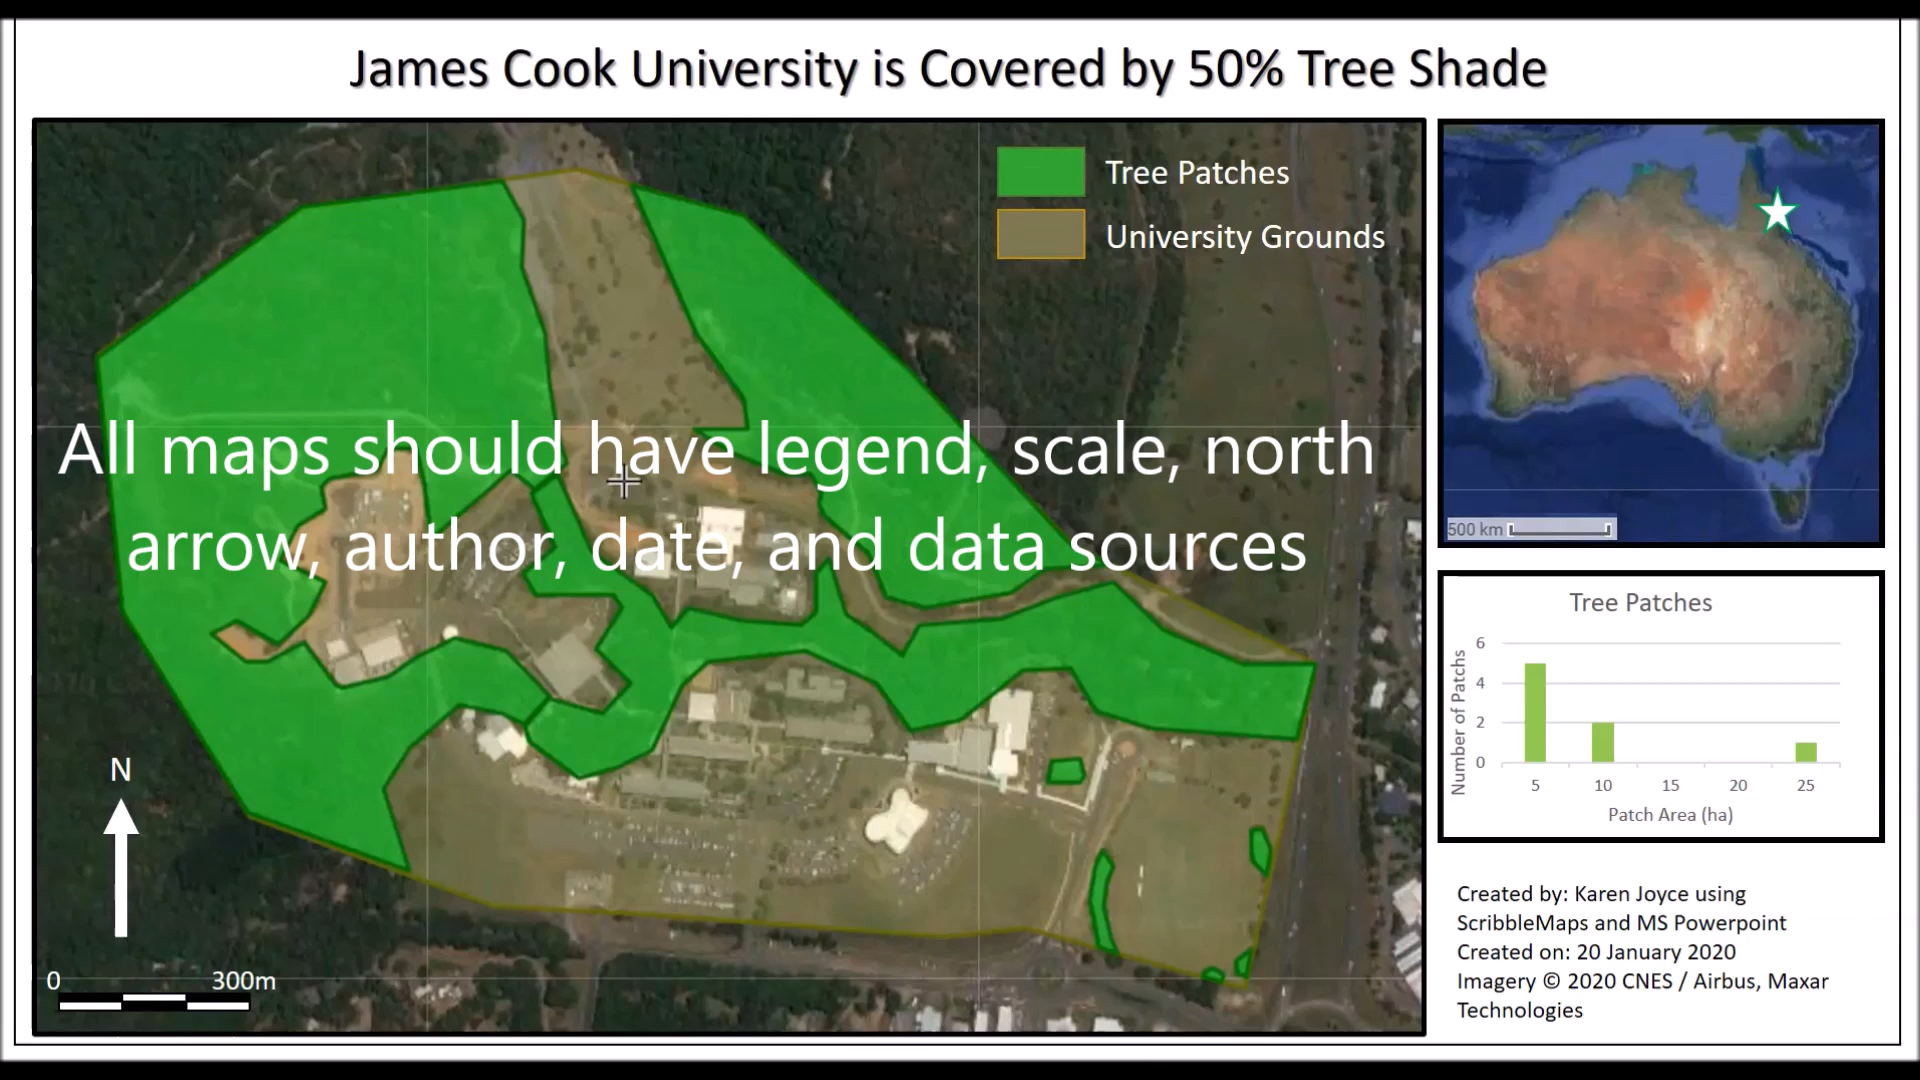 James Cook University is Covered by 50% Tree Shade
Tree Patches
University Grounds
All maps should have legend, scale, north
arrow, author, date, and data sources
N
0 300m
500 km
Tree Patches
Number of Patchs
6
4
2
0
5 10 15 20 25
Patch Area (ha)
Created by: Karen Joyce using
ScribbleMaps and MS Powerpoint
Created on: 20 January 2020
Imagery © 2020 CNES / Airbus, Maxar
Technologies